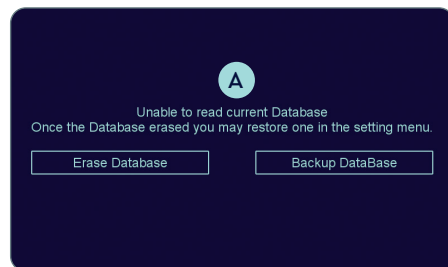 A
Unable to read current Database
Once the Database erased you may restore one in the setting menu.
Erase Database
Backup DataBase